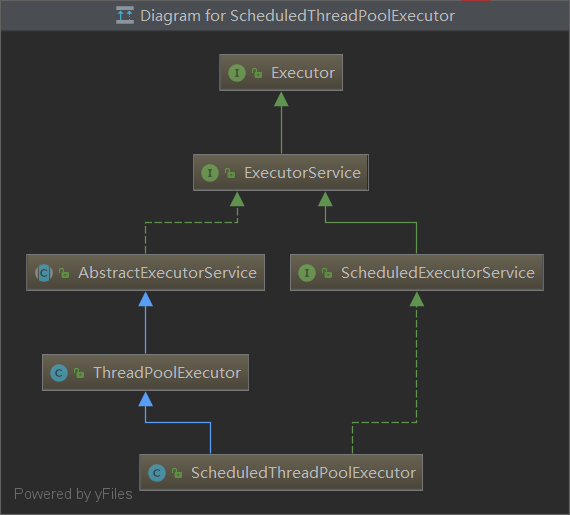 Diagram for ScheduledThreadPoolExecutor
I Executor
I ExecutorService
C AbstractExecutorService
I ScheduledExecutorService
C ThreadPoolExecutor
C ScheduledThreadPoolExecutor
Powered by yFiles